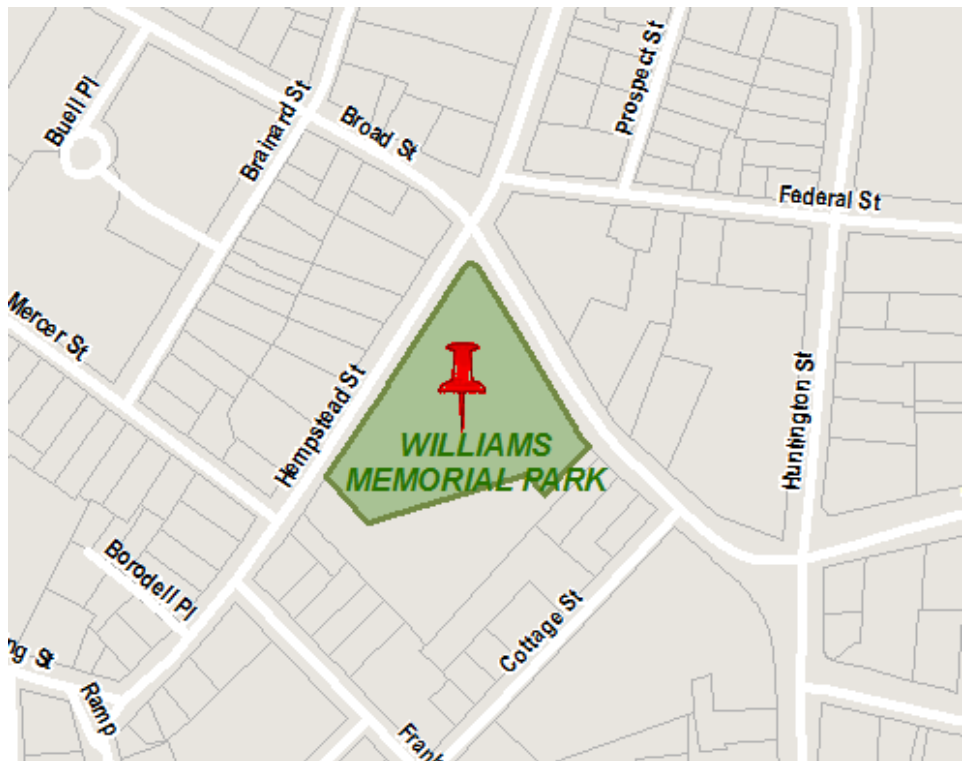 Buell Pl
Brainard St
Broad St
Prospect St
Federal St
Mercer St
Hempstead St
Huntington St
WILLIAMS
MEMORIAL PARK
Borodell Pl
Cottage St
ng St
Ramp
Frank